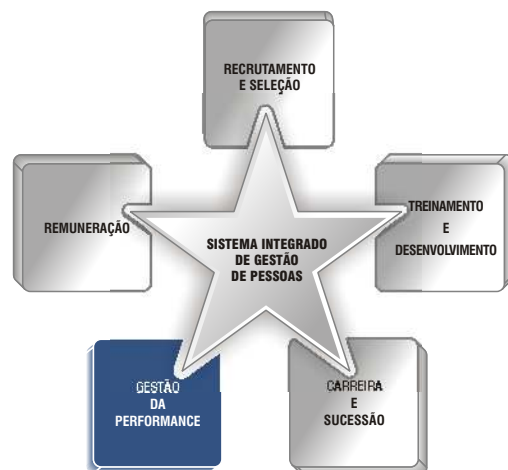 RECRUTAMENTO
E SELEÇÃO
REMUNERAÇÃO
TREINAMENTO
E
DESENVOLVIMENTO
SISTEMA INTEGRADO
DE GESTÃO
DE PESSOAS
GESTÃO
DA
PERFORMANCE
CARREIRA
E
SUCESSÃO